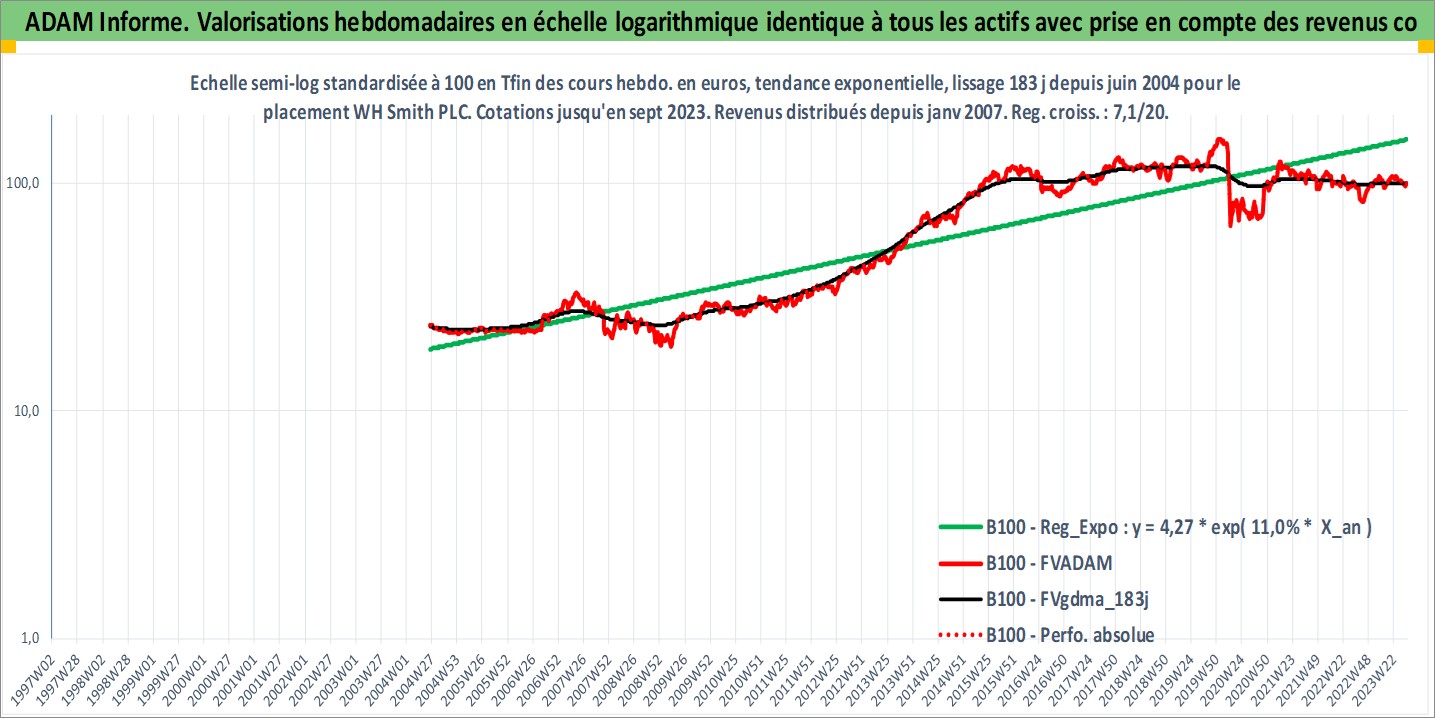 ADAM Informe. Valorisations hebdomadaires en échelle logarithmique identique à tous les actifs avec prise en compte des revenus co
Echelle semi-log standardisée à 100 en Tfin des cours hebdo. en euros, tendance exponentielle, lissage 183 j depuis juin 2004 pour le
placement WH Smith PLC. Cotations jusqu'en sept 2023. Revenus distribués depuis janv 2007. Reg. croiss. : 7,1/20.
100,0
10,0
1,0
B100 - Reg_Expo : y = 4,27 * exp( 11,0% * X_an )
B100 - FVADAM
B100 - FVgdma_183j
B100 - Perfo. absolue
1997W02
1997W28
1998W02
1998W28
1999W01
1999W27
2000W01
2000W27
2001W01
2001W27
2002W01
2002W27
2003W01
2003W27
2004W01
2004W27
2004W53
2005W26
2005W52
2006W26
2006W52
2007W26
2007W52
2008W26
2008W52
2009W26
2009W52
2010W25
2010W51
2011W25
2011W51
2012W25
2012W51
2013W25
2013W51
2014W25
2014W51
2015W25
2015W51
2016W24
2016W50
2017W24
2017W50
2018W24
2018W50
2019W24
2019W50
2020W24
2020W50
2021W23
2021W49
2022W22
2022W48
2023W22